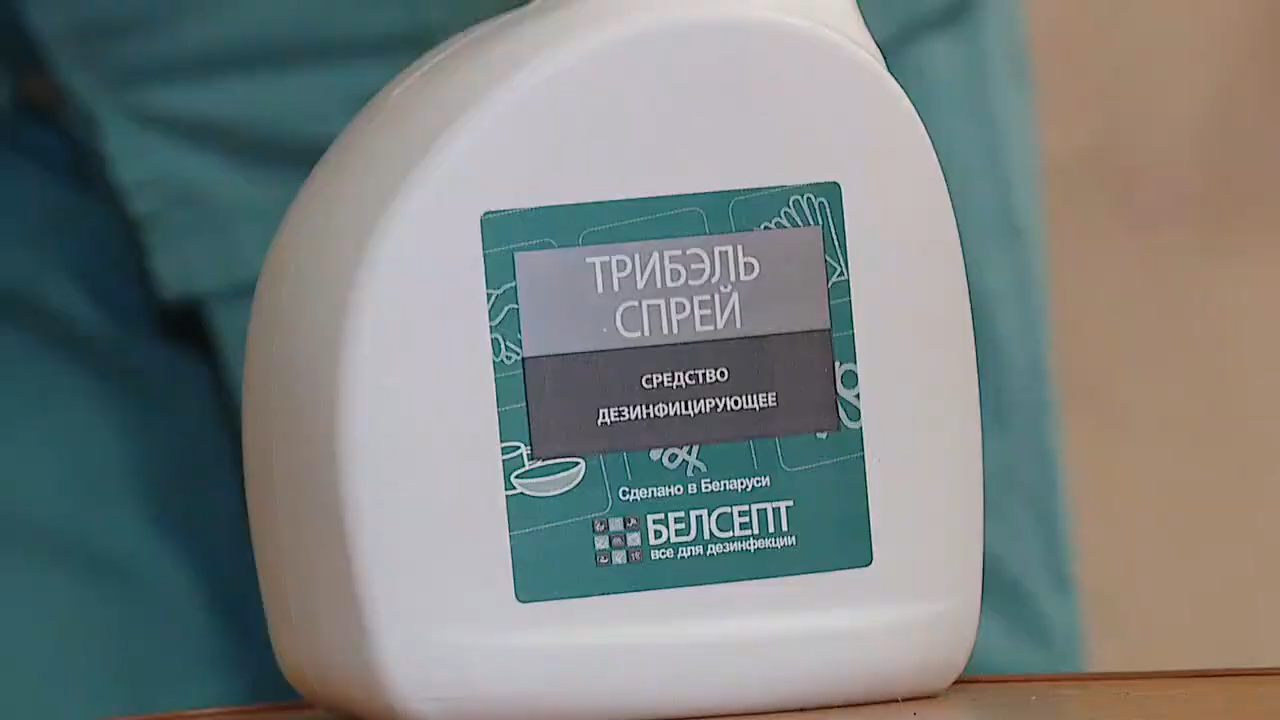 ТРИБЭЛЬ
СПРЕЙ
СРЕДСТВО
ДЕЗИНФИЦИРУЮЩЕЕ
Сделано в Беларуси
БЕЛСЕПТ
все для дезинфекции